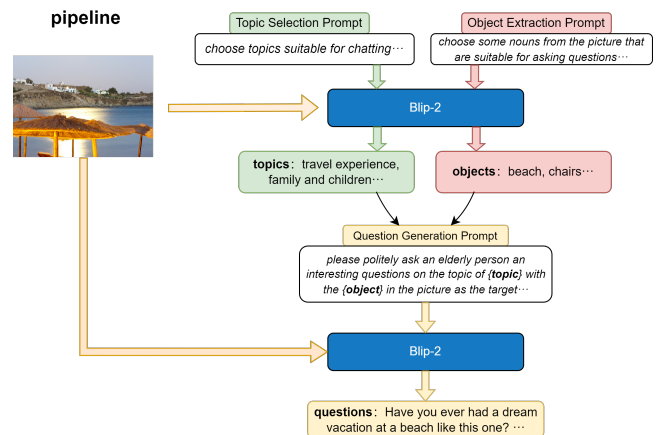 pipeline
Topic Selection Prompt
choose topics suitable for chatting···
Object Extraction Prompt
choose some nouns from the picture that
are suitable for asking questions···
Blip-2
topics: travel experience,
family and children···
objects: beach, chairs···
Question Generation Prompt
please politely ask an elderly person an
interesting questions on the topic of {topic} with
the {object} in the picture as the target···
Blip-2
questions: Have you ever had a dream
vacation at a beach like this one? ···